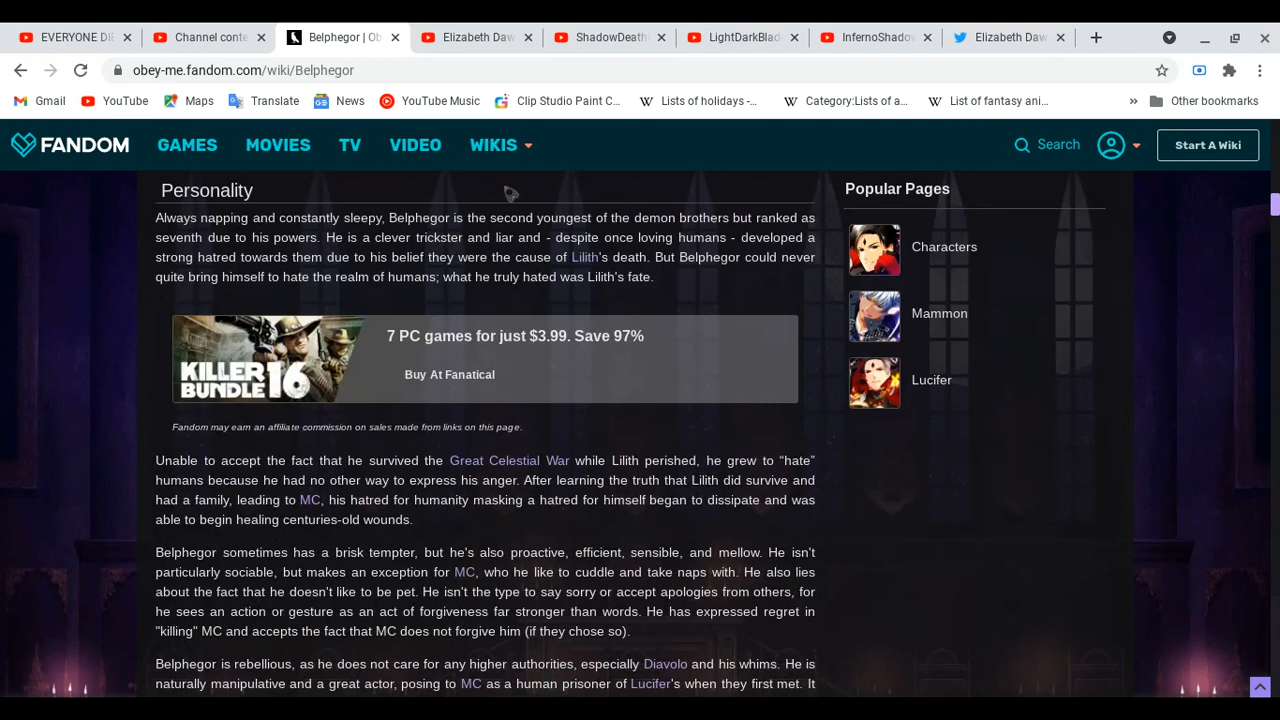 EVERYONE DIE
Channel conte
Belphegor | Ob
Elizabeth Daw
ShadowDeath
LightDarkBlad
InfernoShadow
Elizabeth Daw
obey-me.fandom.com/wiki/Belphegor
Gmail
YouTube
Maps
Translate
News
YouTube Music
Clip Studio Paint C...
Lists of holidays -...
Category:Lists of a...
List of fantasy ani...
Other bookmarks
FANDOM
GAMES
MOVIES
TV
VIDEO
WIKIS
Search
Start A Wiki
Personality
Always napping and constantly sleepy, Belphegor is the second youngest of the demon brothers but ranked as
seventh due to his powers. He is a clever trickster and liar and - despite once loving humans - developed a
strong hatred towards them due to his belief they were the cause of Lilith's death. But Belphegor could never
quite bring himself to hate the realm of humans; what he truly hated was Lilith's fate.
KILLER
BUNDLE 16
7 PC games for just $3.99. Save 97%
Buy At Fanatical
Fandom may earn an affiliate commission on sales made from links on this page.
Unable to accept the fact that he survived the Great Celestial War while Lilith perished, he grew to “hate”
humans because he had no other way to express his anger. After learning the truth that Lilith did survive and
had a family, leading to MC, his hatred for humanity masking a hatred for himself began to dissipate and was
able to begin healing centuries-old wounds.
Belphegor sometimes has a brisk temper, but he's also proactive, efficient, sensible, and mellow. He isn't
particularly sociable, but makes an exception for MC, who he like to cuddle and take naps with. He also lies
about the fact that he doesn't like to be pet. He isn't the type to say sorry or accept apologies from others, for
he sees an action or gesture as an act of forgiveness far stronger than words. He has expressed regret in
"killing" MC and accepts the fact that MC does not forgive him (if they chose so).
Belphegor is rebellious, as he does not care for any higher authorities, especially Diavolo and his whims. He is
naturally manipulative and a great actor, posing to MC as a human prisoner of Lucifer's when they first met. It
Popular Pages
Characters
Mammon
Lucifer